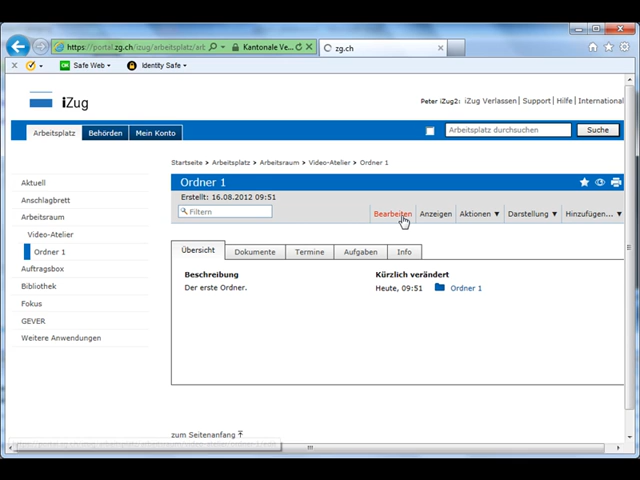 https://portal.zg.ch/izug/arbeitsplatz/arb
Kantonale Ve...
zg.ch
Safe Web
Identity Safe
iZug
Peter iZug2: iZug Verlassen | Support | Hilfe | International
Arbeitsplatz Behörden Mein Konto
Arbeitsplatz durchsuchen Suche
Startseite > Arbeitsplatz > Arbeitsraum > Video-Atelier > Ordner 1
Aktuell
Anschlagbrett
Arbeitsraum
Video-Atelier
Ordner 1
Auftragsbox
Bibliothek
Fokus
GEVER
Weitere Anwendungen
Ordner 1
Erstellt: 16.08.2012 09:51
Filtern
Bearbeiten Anzeigen Aktionen ▼ Darstellung ▼ Hinzufügen... ▼
Übersicht Dokumente Termine Aufgaben Info
Beschreibung
Der erste Ordner.
Kürzlich verändert
Heute, 09:51 Ordner 1
zum Seitenanfang